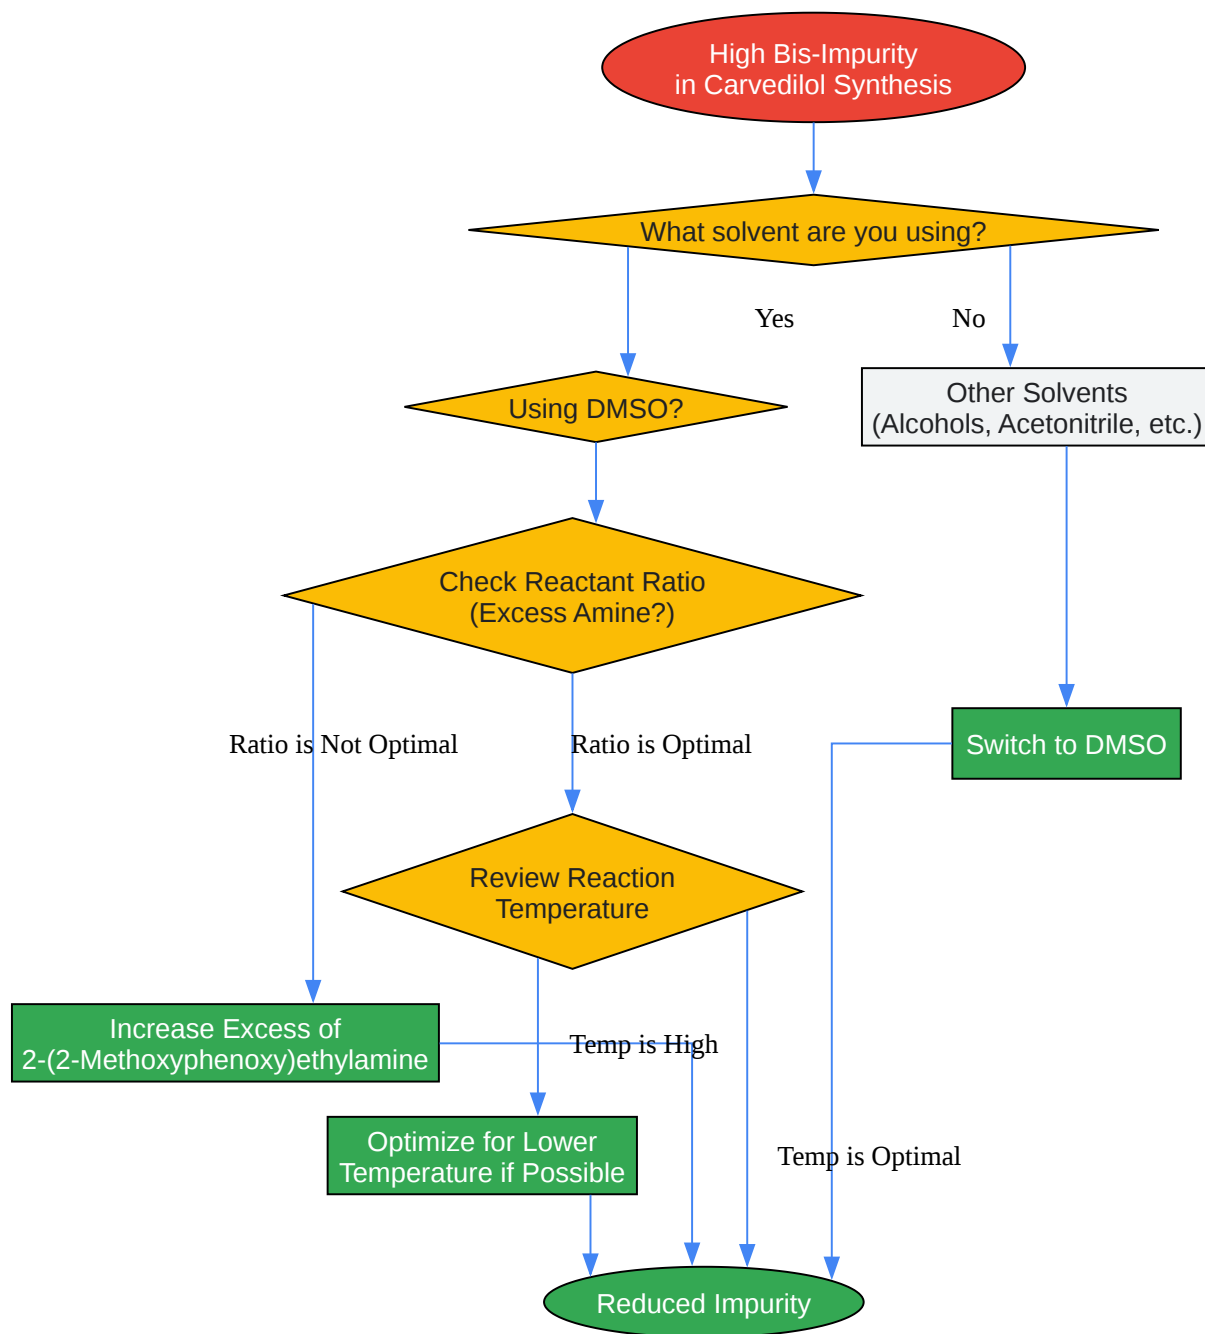 High Bis-Impurity
in Carvedilol Synthesis
What solvent are you using?
Yes
No
Using DMSO?
Other Solvents
(Alcohols, Acetonitrile, etc.)
Check Reactant Ratio
(Excess Amine?)
Ratio is Not Optimal
Ratio is Optimal
Switch to DMSO
Review Reaction
Temperature
Increase Excess of
2-(2-Methoxyphenoxy)ethylamine
Temp is High
Optimize for Lower
Temperature if Possible
Temp is Optimal
Reduced Impurity